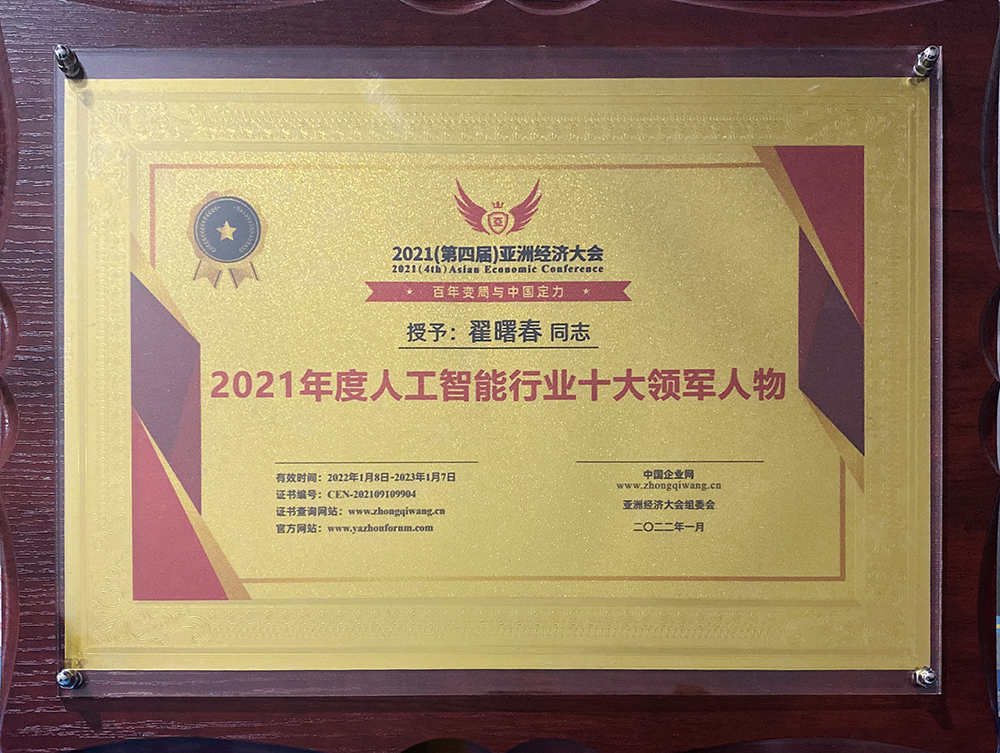 亚
2021(第四届)亚洲经济大会
2021(4th) Asian Economic Conference
百年变局与中国定力
授予：翟曙春 同志
2021年度人工智能行业十大领军人物
有效时间：2022年1月8日-2023年1月7日
证书编号：CEN-202109109904
证书查询网站：www.zhongqiwang.cn
官方网站：www.yazhouforum.com
中国企业网
www.zhongqiwang.cn
亚洲经济大会组委会
二〇二二年一月